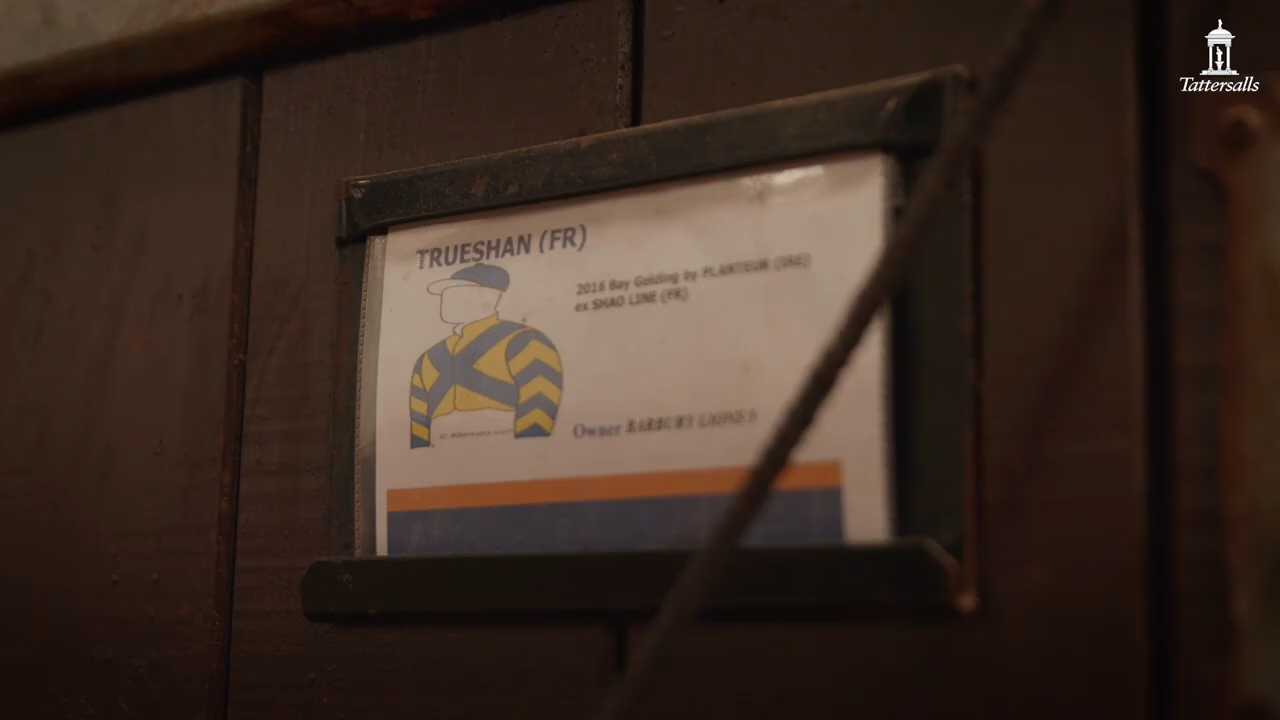 Tattersalls
TRUESHAN (FR)
2016 Bay Gelding by PLANTEUR (IRE)
ex SHAO LINE (FR)
Owner BARBURY LIONS 5